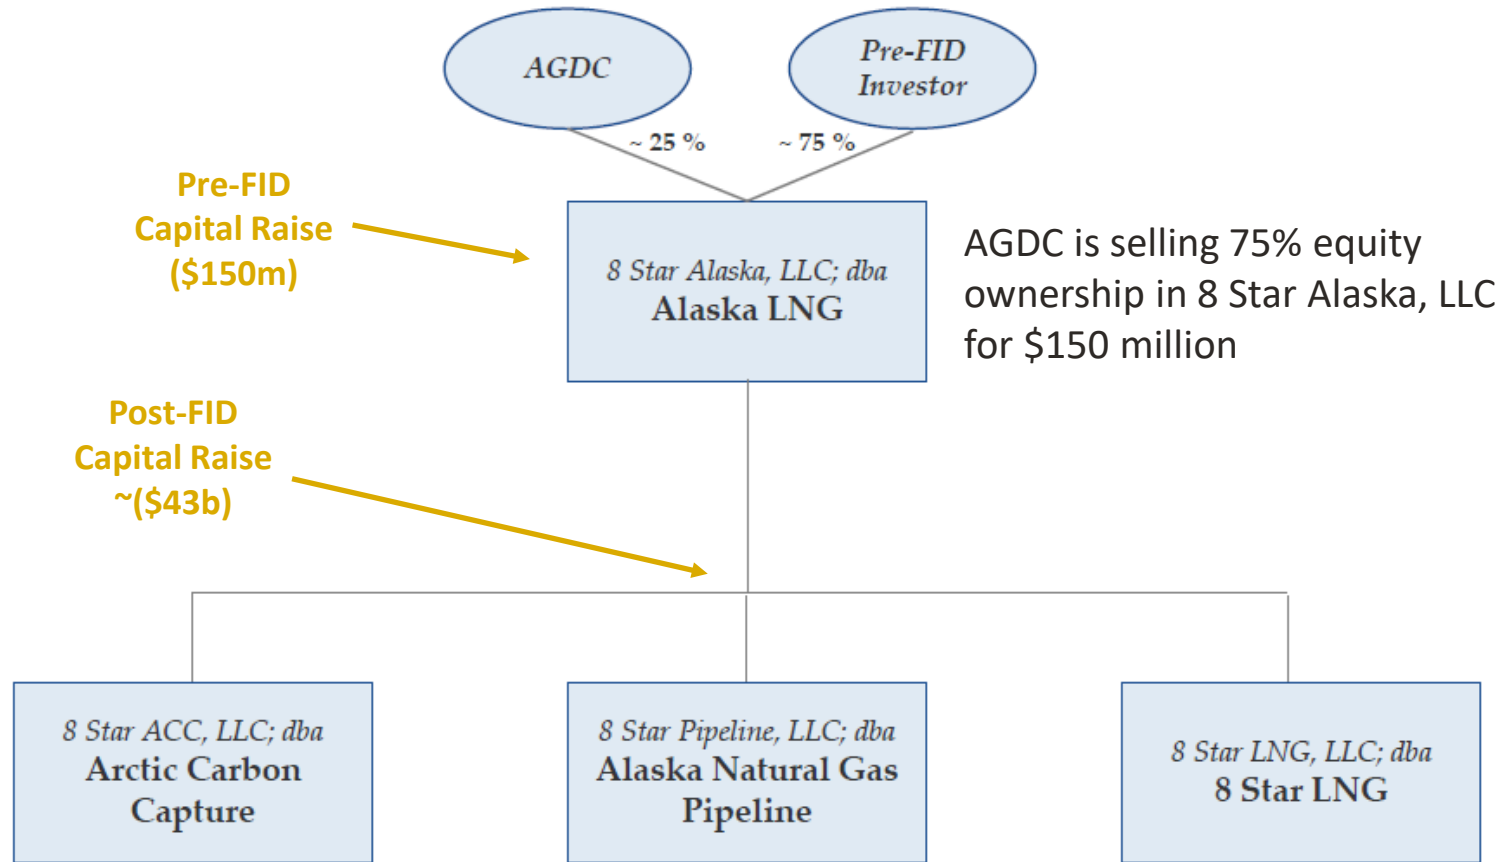 AGDC
Pre-FID
Investor
~ 25 %
~ 75 %
Pre-FID
Capital Raise
($150m)
8 Star Alaska, LLC; dba
Alaska LNG
AGDC is selling 75% equity
ownership in 8 Star Alaska, LLC
for $150 million
Post-FID
Capital Raise
~($43b)
8 Star ACC, LLC; dba
Arctic Carbon
Capture
8 Star Pipeline, LLC; dba
Alaska Natural Gas
Pipeline
8 Star LNG, LLC; dba
8 Star LNG